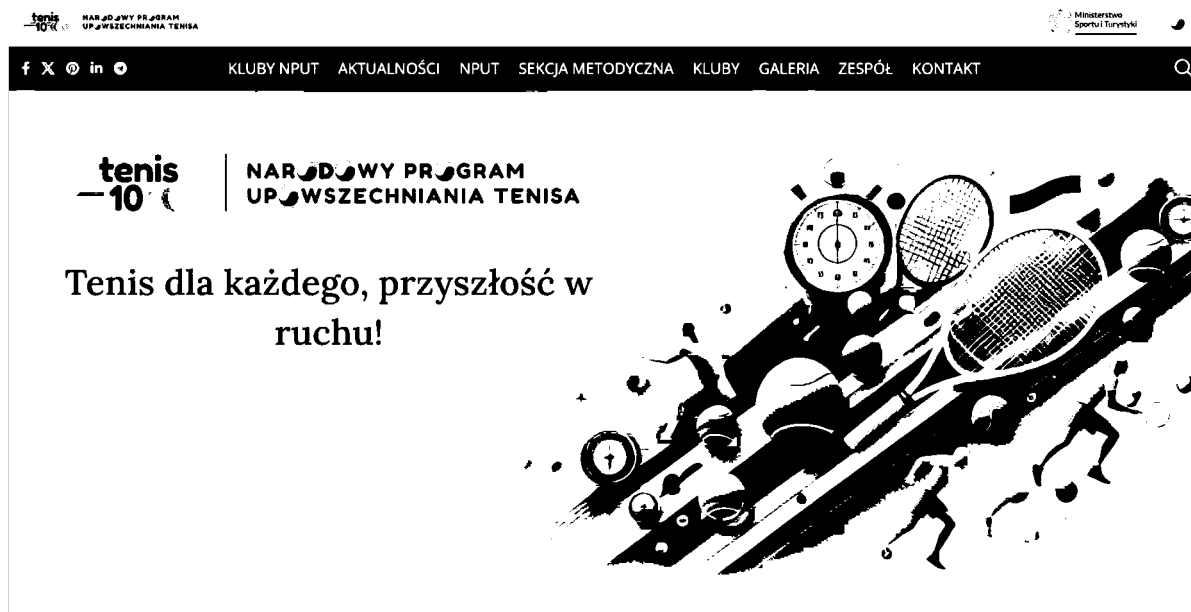 tenis
10
NARODOWY PROGRAM
UPOWSZECHNIANIA TENISA
Ministerstwo
Sportu i Turystyki
KLUBY NPUT AKTUALNOŚCI NPUT SEKCJA METODYCZNA KLUBY GALERIA ZESPÓŁ KONTAKT
tenis
10
NARODOWY PROGRAM
UPOWSZECHNIANIA TENISA
Tenis dla każdego, przyszłość w
ruchu!